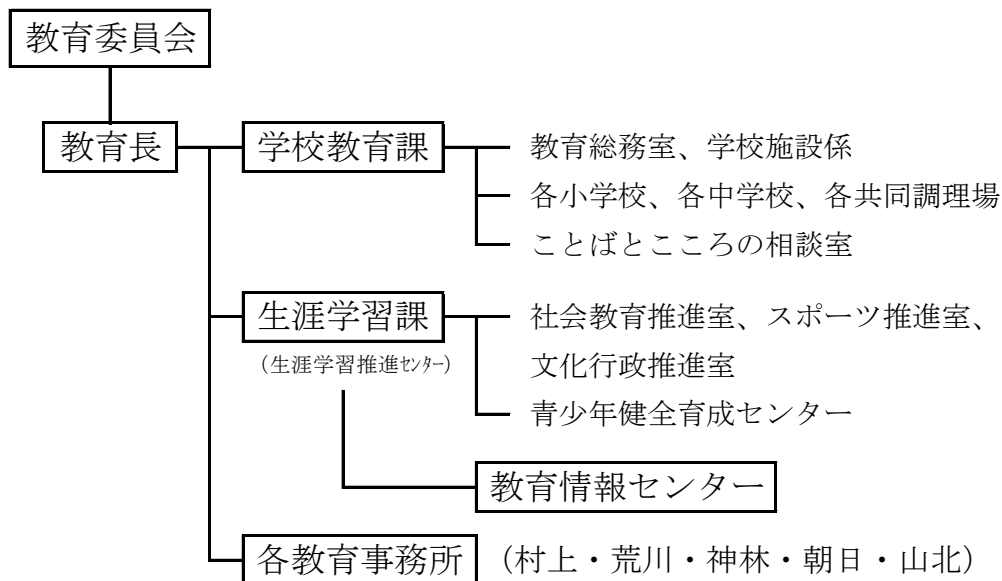 教育委員会
教育長
学校教育課
教育総務室、学校施設係
各小学校、各中学校、各共同調理場
ことばとこころの相談室
生涯学習課
(生涯学習推進ｾﾝﾀｰ)
社会教育推進室、スポーツ推進室、
文化行政推進室
青少年健全育成センター
教育情報センター
各教育事務所 (村上・荒川・神林・朝日・山北)